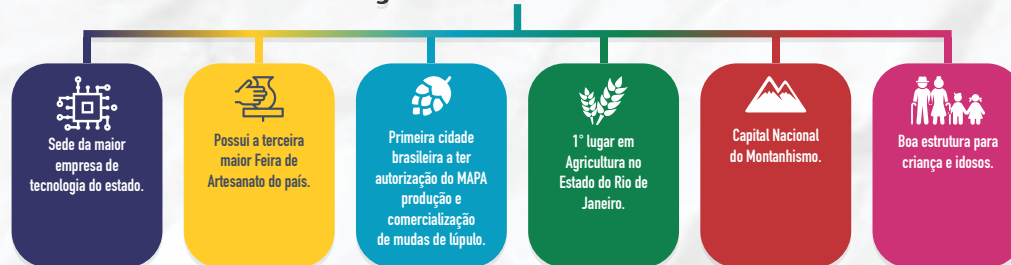 Sede da maior
empresa de
tecnologia do estado.
Possui a terceira
maior Feira de
Artesanato do país.
Primeira cidade
brasileira a ter
autorização do MAPA
produção e
comercialização
de mudas de lúpulo.
1° lugar em
Agricultura no
Estado do Rio de
Janeiro.
Capital Nacional
do Montanhismo.
Boa estrutura para
criança e idosos.